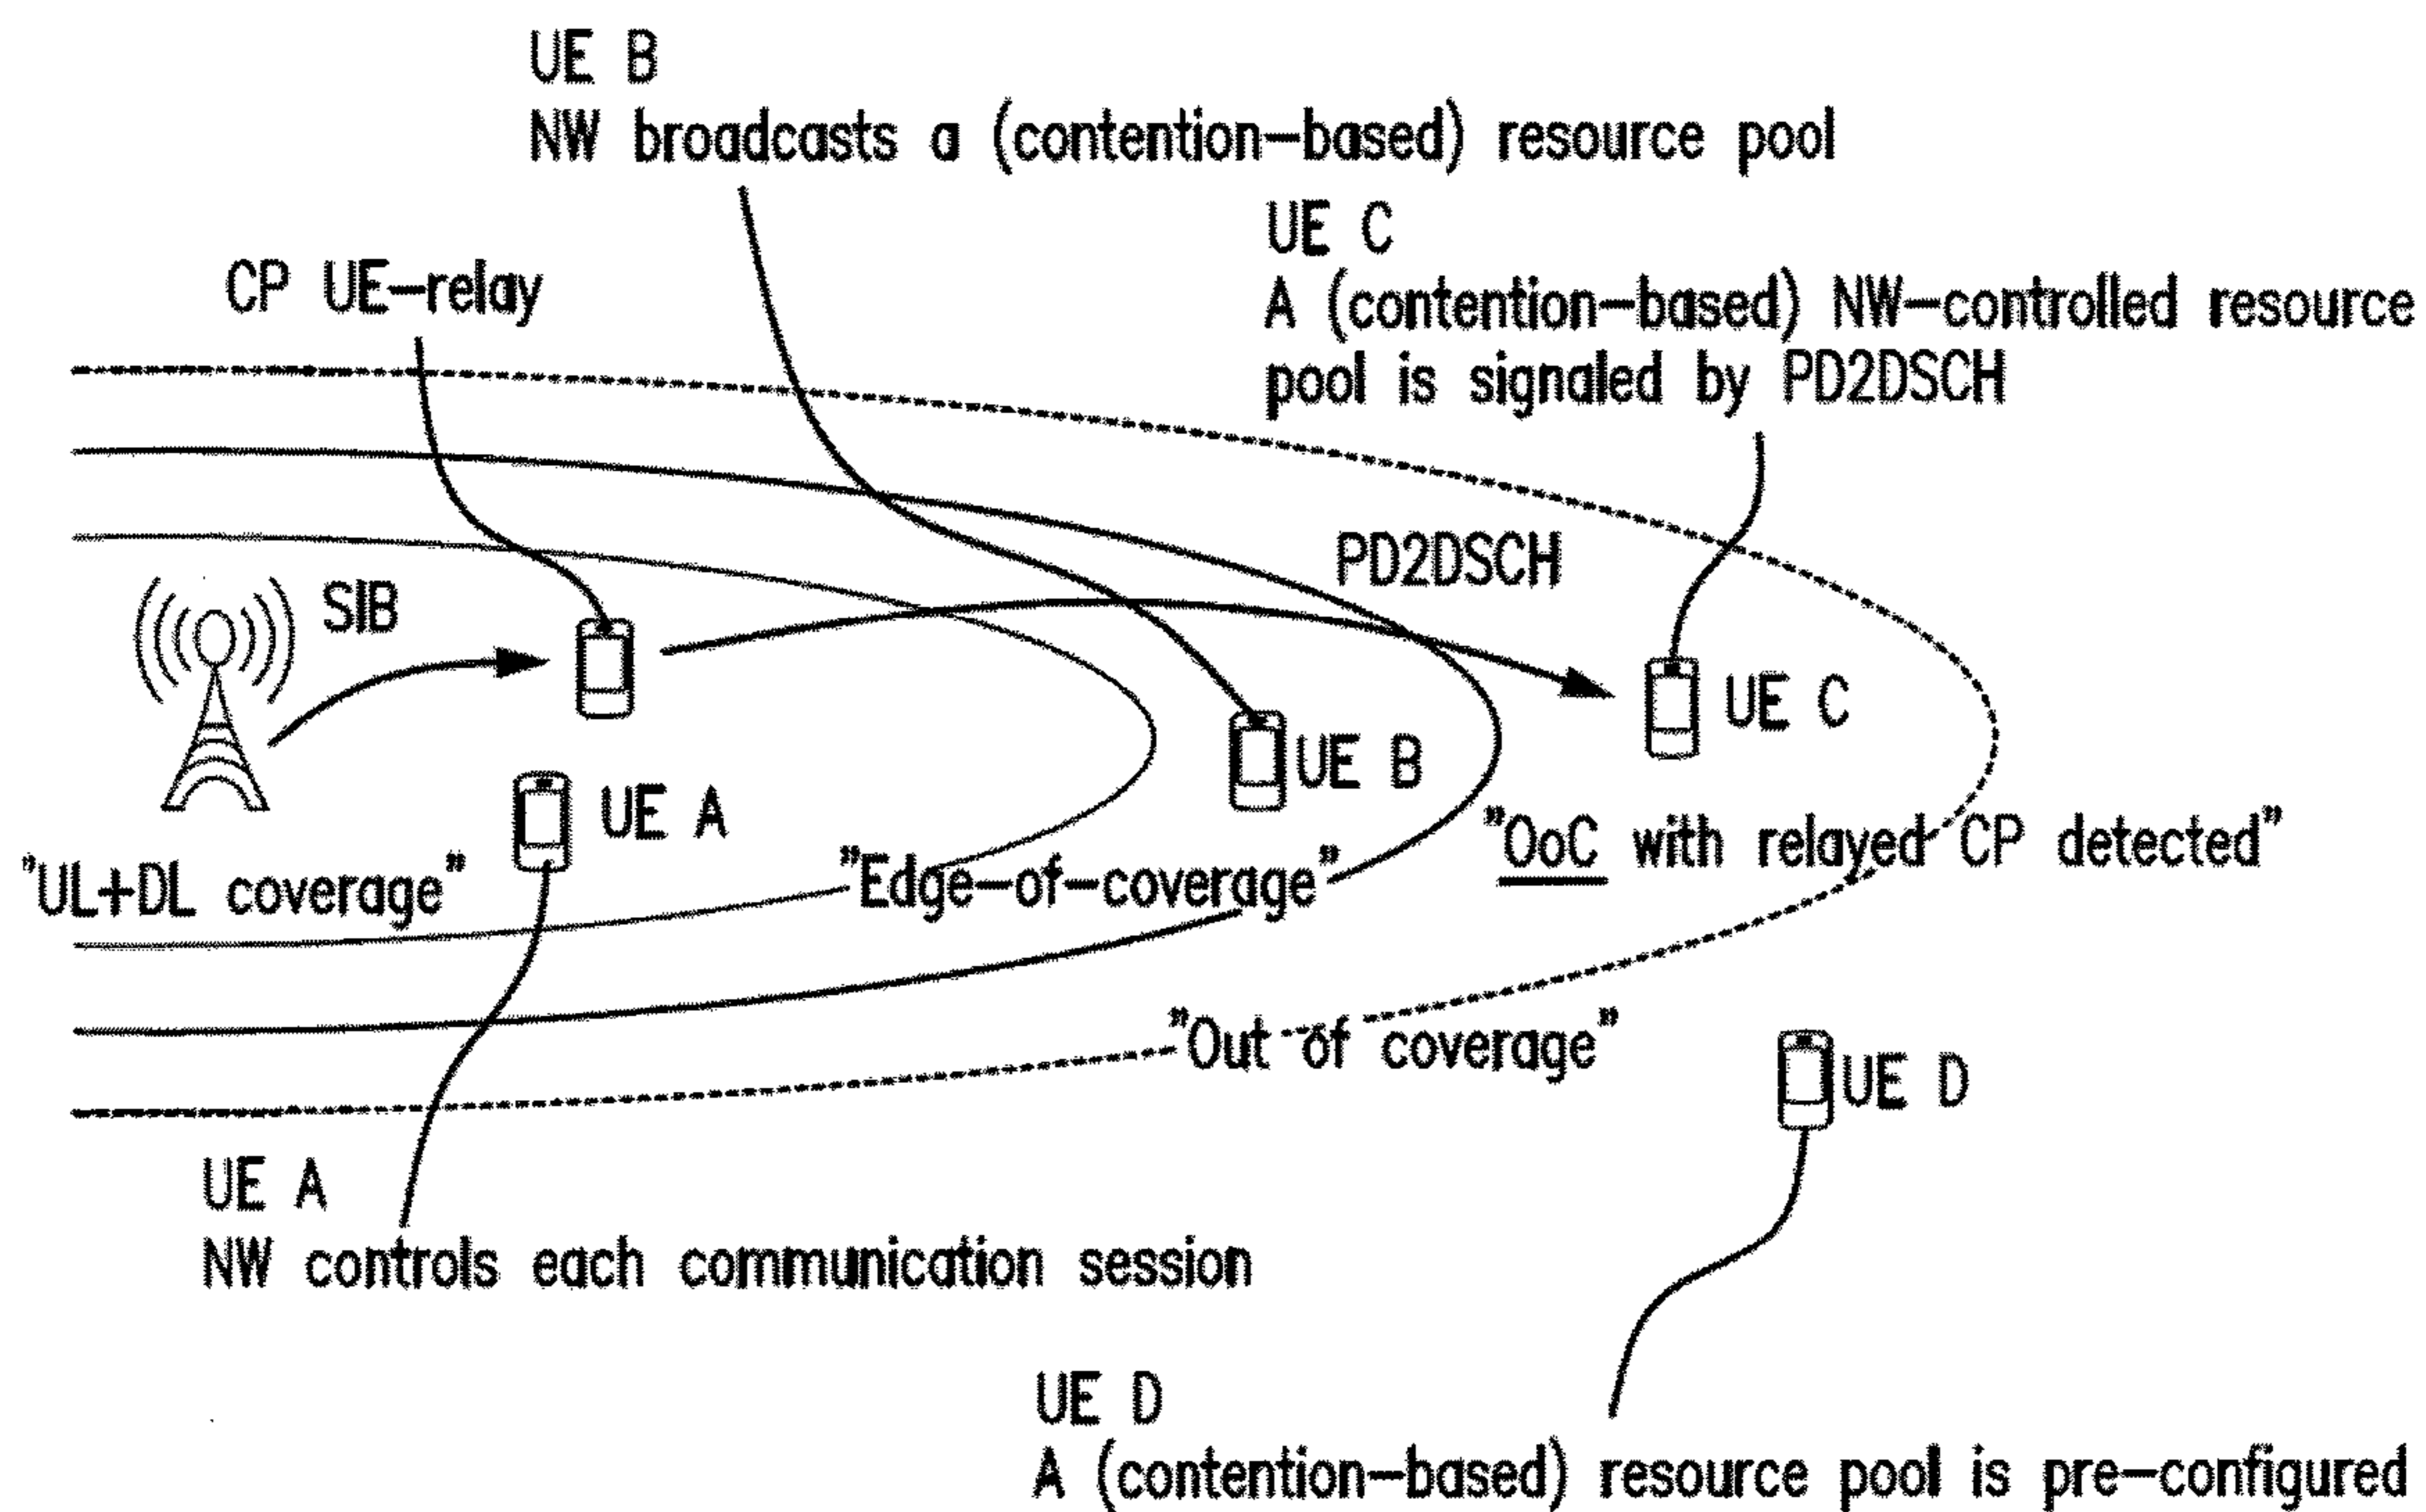 UE B
NW broadcasts a (contention-based) resource pool
UE C
A (contention-based) NW-controlled resource
pool is signaled by PD2DSCH
CP UE-relay
PD2DSCH
SIB
UE C
UE B
UE A
"OoC with relayed CP detected"
"UL+DL coverage"
"Edge-of-coverage"
"Out of coverage"
UE D
UE A
NW controls each communication session
UE D
A (contention-based) resource pool is pre-configured